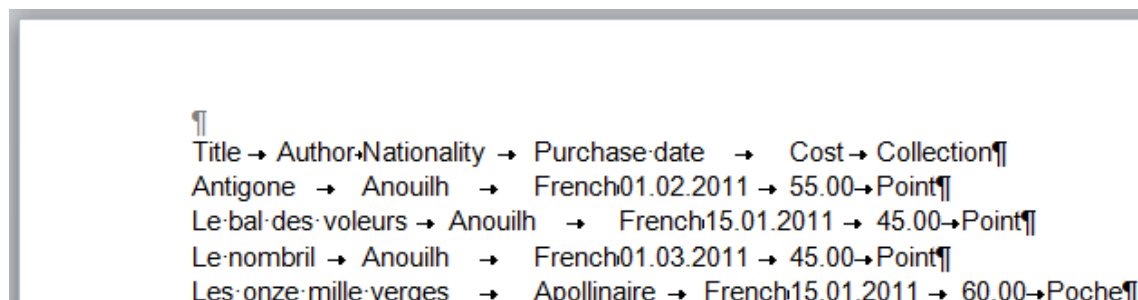 ¶
Title → Author→Nationality → Purchase·date → Cost→ Collection¶
Antigone → Anouilh → French→01.02.2011 → 55.00→Point¶
Le·bal·des·voleurs → Anouilh → French→15.01.2011 → 45.00→Point¶
Le·nombril → Anouilh → French→01.03.2011 → 45.00→Point¶
Les·onze·mille·verges → Apollinaire → French→15.01.2011 → 60.00→Poche¶